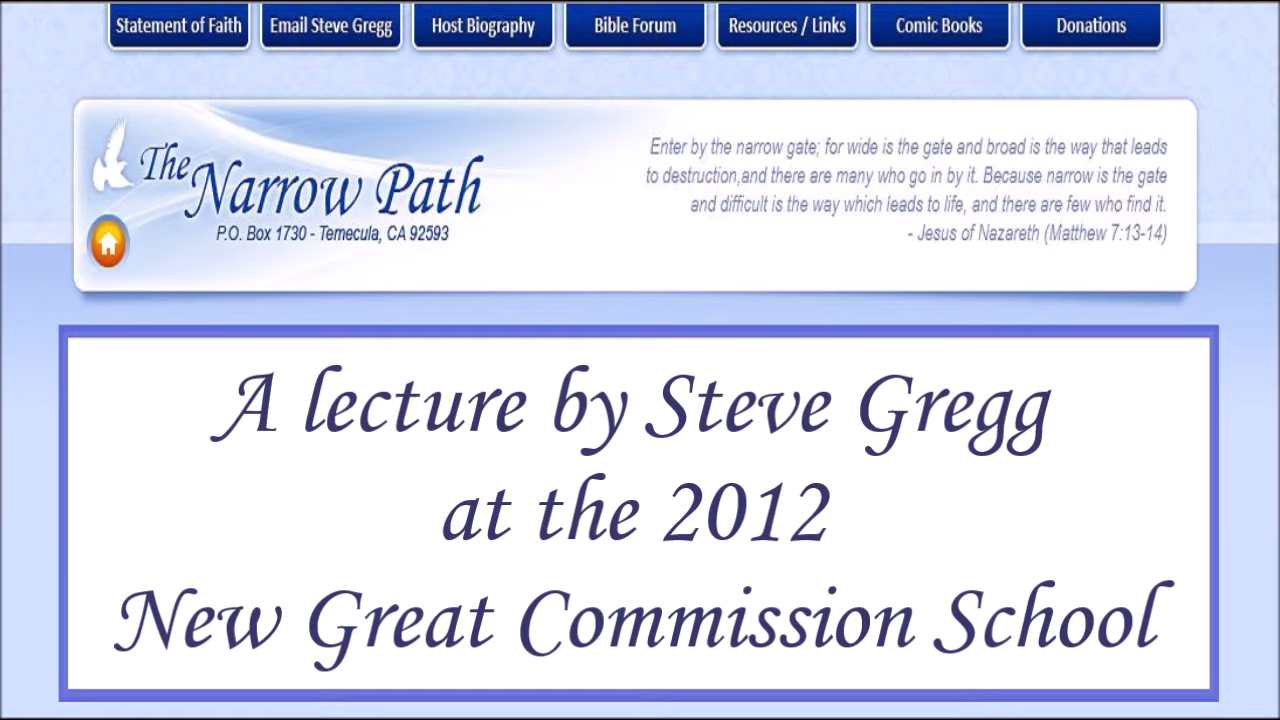 Statement of Faith
Email Steve Gregg
Host Biography
Bible Forum
Resources / Links
Comic Books
Donations
The
Narrow Path
P.O. Box 1730 - Temecula, CA 92593
Enter by the narrow gate; for wide is the gate and broad is the way that leads
to destruction,and there are many who go in by it. Because narrow is the gate
and difficult is the way which leads to life, and there are few who find it.
- Jesus of Nazareth (Matthew 7:13-14)
A lecture by Steve Gregg
at the 2012
New Great Commission School